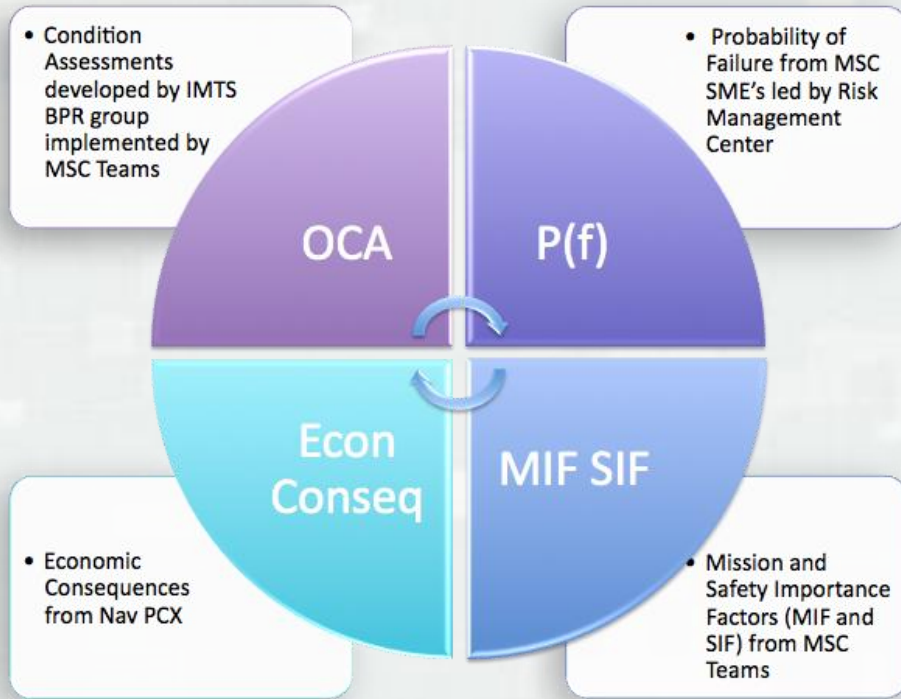 • Condition
Assessments
developed by IMTS
BPR group
implemented by
MSC Teams
• Probability of
Failure from MSC
SME's led by Risk
Management
Center
OCA
P(f)
Econ
Conseq
MIF SIF
• Economic
Consequences
from Nav PCX
• Mission and
Safety Importance
Factors (MIF and
SIF) from MSC
Teams